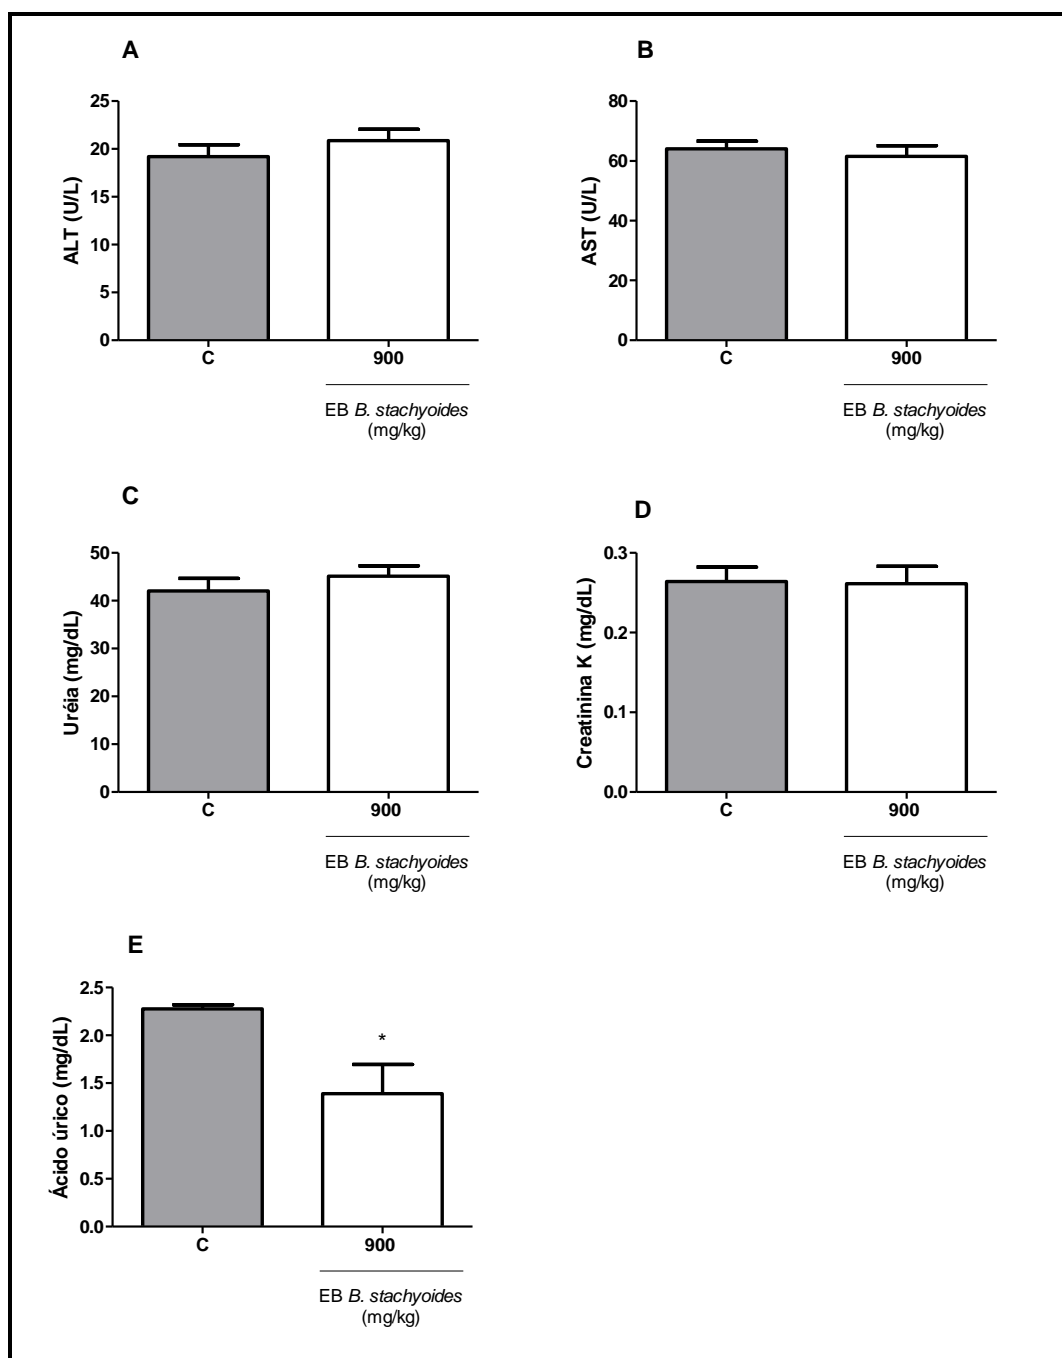 A
ALT (U/L)
25
20
15
10
5
0
C
900
EB B. stachyoides
(mg/kg)
B
AST (U/L)
80
60
40
20
0
C
900
EB B. stachyoides
(mg/kg)
C
Uréia (mg/dL)
50
40
30
20
10
0
C
900
EB B. stachyoides
(mg/kg)
D
Creatinina K (mg/dL)
0.3
0.2
0.1
0.0
C
900
EB B. stachyoides
(mg/kg)
E
Ácido úrico (mg/dL)
2.5
2.0
1.5
1.0
0.5
0.0
*
C
900
EB B. stachyoides
(mg/kg)